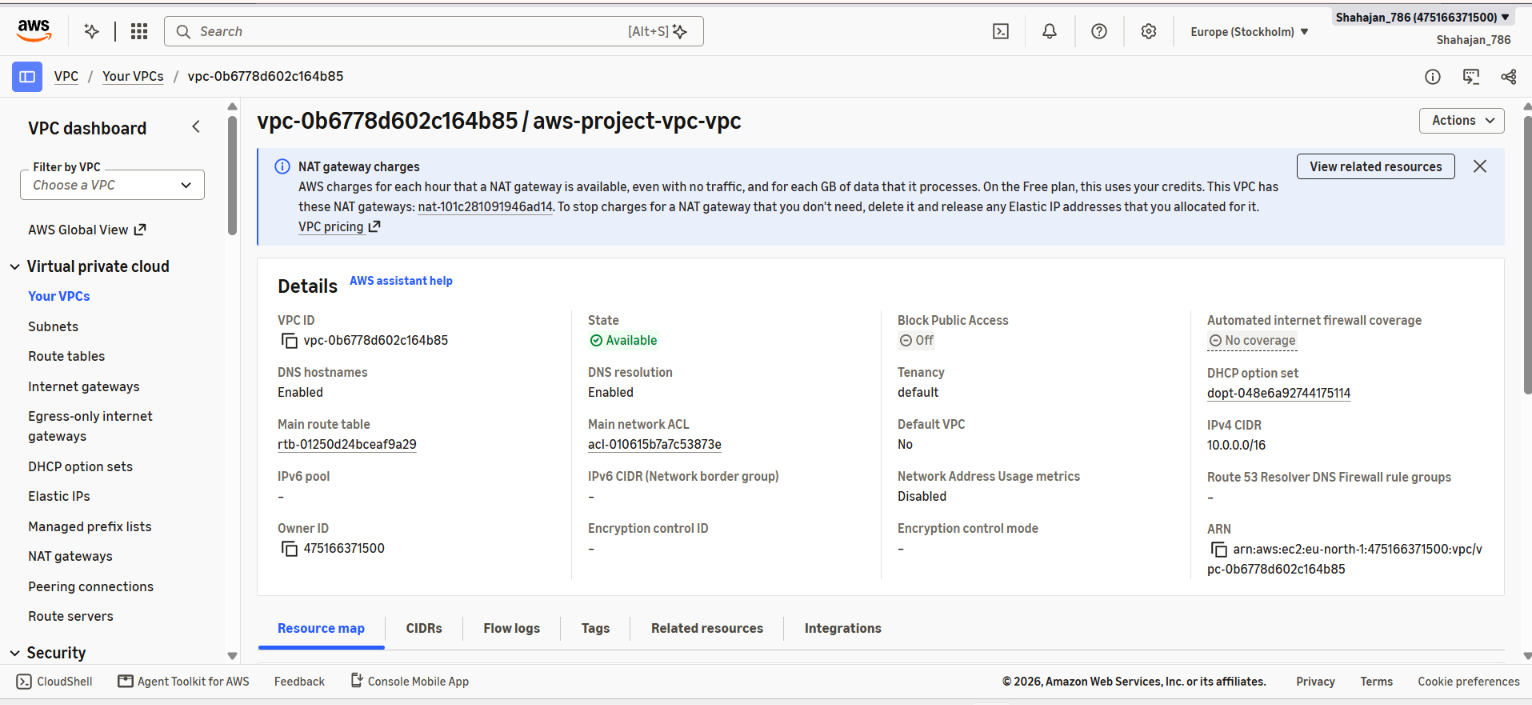 aws
Search
[Alt+S]
Europe (Stockholm)
Shahajan_786 (475166371500)
Shahajan_786
VPC / Your VPCs / vpc-0b6778d602c164b85
VPC dashboard
Filter by VPC
Choose a VPC
AWS Global View
Virtual private cloud
Your VPCs
Subnets
Route tables
Internet gateways
Egress-only internet
gateways
DHCP option sets
Elastic IPs
Managed prefix lists
NAT gateways
Peering connections
Route servers
Security
vpc-0b6778d602c164b85 / aws-project-vpc-vpc
Actions
NAT gateway charges
AWS charges for each hour that a NAT gateway is available, even with no traffic, and for each GB of data that it processes. On the Free plan, this uses your credits. This VPC has
these NAT gateways: nat-101c281091946ad14. To stop charges for a NAT gateway that you don't need, delete it and release any Elastic IP addresses that you allocated for it.
VPC pricing
View related resources
Details
AWS assistant help
VPC ID
vpc-0b6778d602c164b85
State
Available
Block Public Access
Off
Automated internet firewall coverage
No coverage
DNS hostnames
Enabled
DNS resolution
Enabled
Tenancy
default
DHCP option set
dopt-048e6a92744175114
Main route table
rtb-01250d24bceaf9a29
Main network ACL
acl-010615b7a7c53873e
Default VPC
No
IPv4 CIDR
10.0.0.0/16
IPv6 pool
–
IPv6 CIDR (Network border group)
–
Network Address Usage metrics
Disabled
Route 53 Resolver DNS Firewall rule groups
–
Owner ID
475166371500
Encryption control ID
–
Encryption control mode
–
ARN
arn:aws:ec2:eu-north-1:475166371500:vpc/v
pc-0b6778d602c164b85
Resource map
CIDRs
Flow logs
Tags
Related resources
Integrations
CloudShell
Agent Toolkit for AWS
Feedback
Console Mobile App
© 2026, Amazon Web Services, Inc. or its affiliates.
Privacy
Terms
Cookie preferences